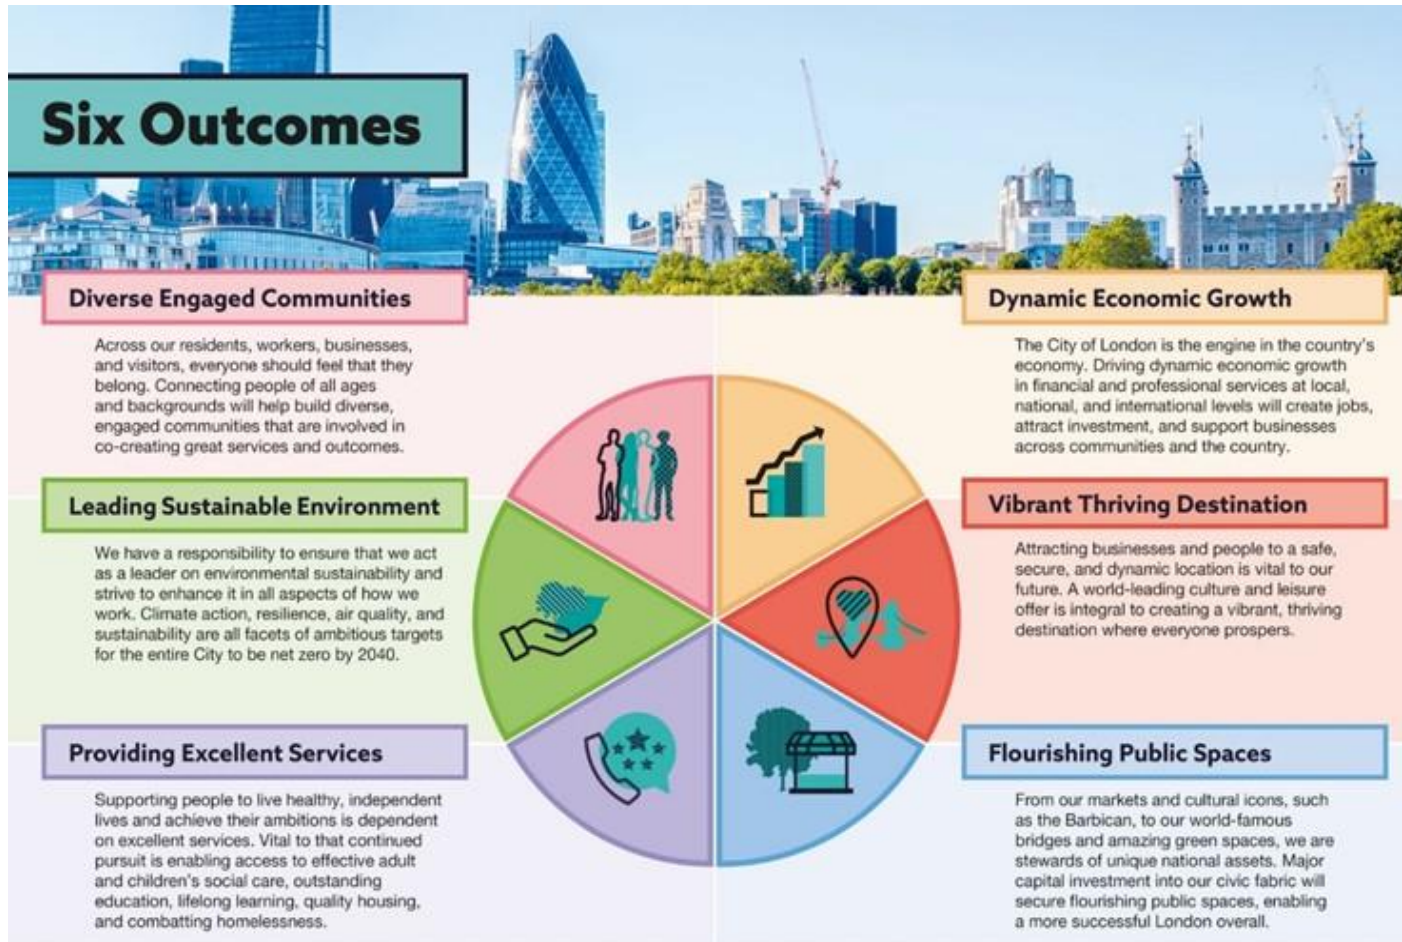 Six Outcomes
Diverse Engaged Communities
Across our residents, workers, businesses,
and visitors, everyone should feel that they
belong. Connecting people of all ages
and backgrounds will help build diverse,
engaged communities that are involved in
co-creating great services and outcomes.
Dynamic Economic Growth
The City of London is the engine in the country's
economy. Driving dynamic economic growth
in financial and professional services at local,
national, and international levels will create jobs,
attract investment, and support businesses
across communities and the country.
Leading Sustainable Environment
We have a responsibility to ensure that we act
as a leader on environmental sustainability and
strive to enhance it in all aspects of how we
work. Climate action, resilience, air quality, and
sustainability are all facets of ambitious targets
for the entire City to be net zero by 2040.
Vibrant Thriving Destination
Attracting businesses and people to a safe,
secure, and dynamic location is vital to our
future. A world-leading culture and leisure
offer is integral to creating a vibrant, thriving
destination where everyone prospers.
Providing Excellent Services
Supporting people to live healthy, independent
lives and achieve their ambitions is dependent
on excellent services. Vital to that continued
pursuit is enabling access to effective adult
and children's social care, outstanding
education, lifelong learning, quality housing,
and combatting homelessness.
Flourishing Public Spaces
From our markets and cultural icons, such
as the Barbican, to our world-famous
bridges and amazing green spaces, we are
stewards of unique national assets. Major
capital investment into our civic fabric will
secure flourishing public spaces, enabling
a more successful London overall.